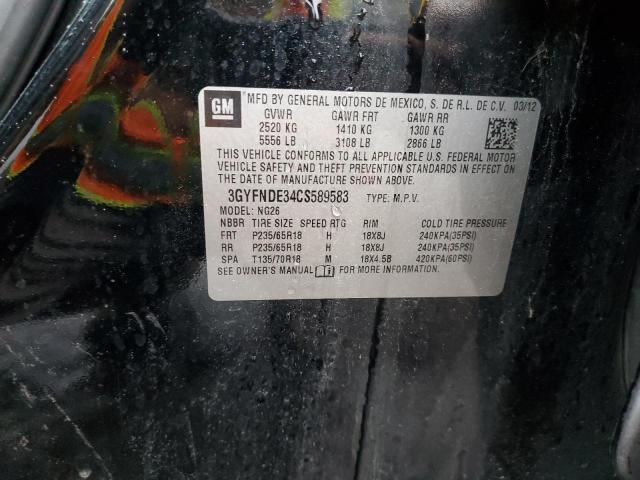 GM MFD BY GENERAL MOTORS DE MEXICO, S. DE R.L. DE C.V. 03/12
GVWR GAWR FRT GAWR RR
2520 KG 1410 KG 1300 KG
5556 LB 3108 LB 2866 LB
THIS VEHICLE CONFORMS TO ALL APPLICABLE U.S. FEDERAL MOTOR
VEHICLE SAFETY AND THEFT PREVENTION STANDARDS IN
EFFECT ON THE DATE OF MANUFACTURE SHOWN ABOVE.
3GYFNDE34CS589583 TYPE: M.P.V.
MODEL: NG26
NBBR TIRE SIZE SPEED RTG RIM COLD TIRE PRESSURE
FRT P235/65R18 H 18X8J 240KPA(35PSI)
RR P235/65R18 H 18X8J 240KPA(35PSI)
SPA T135/70R18 M 18X4.5B 420KPA(60PSI)
SEE OWNER'S MANUAL FOR MORE INFORMATION.